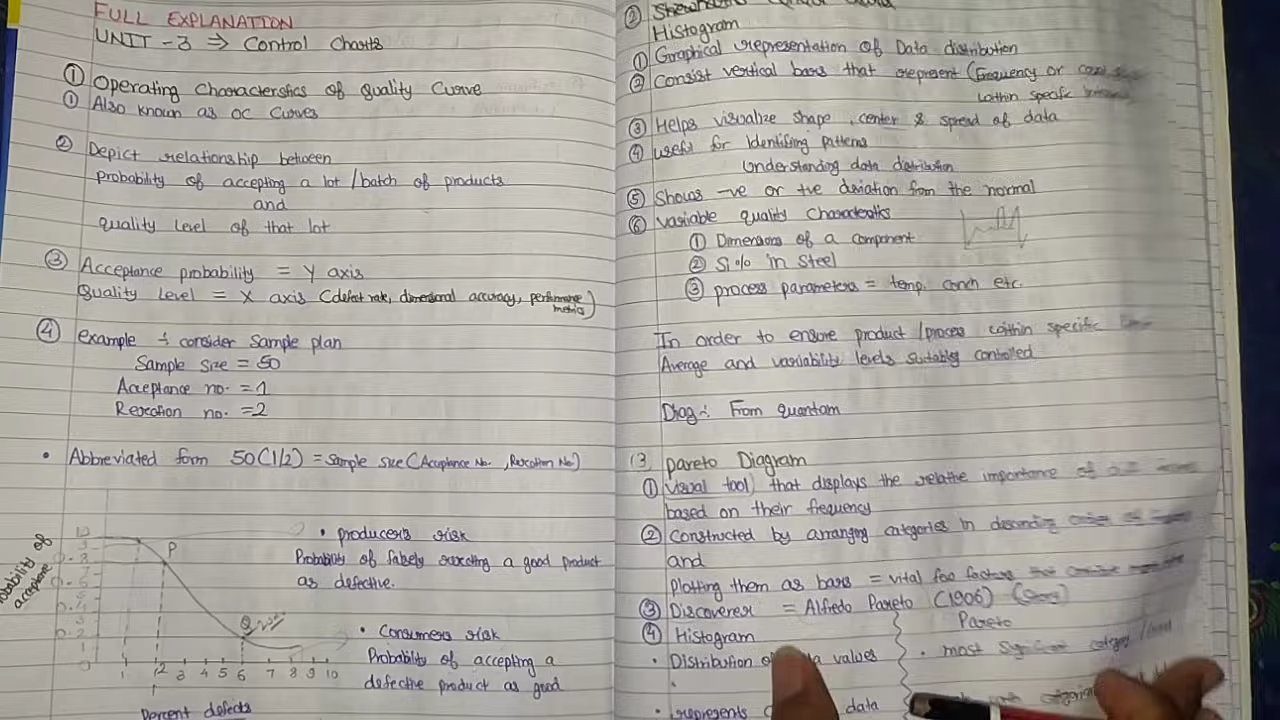 FULL EXPLANATION
UNIT - 3 ⇒ Control Charts
① Operating Characterstics of quality Curve
① Also known as OC Curves
② Depict relationship between
probability of accepting a lot / batch of products
and
quality level of that lot
③ Acceptance probability = Y axis
Quality Level = X axis (defect rate, dimensional accuracy, performance metrics)
④ example ÷ consider Sample plan
Sample size = 50
Acceptance no. = 1
Rejection no. = 2
• Abbreviated form 50(1/2) = Sample size (Acceptance No. , Rejection No)
• producers risk
Probability of falsely rejecting a good product
as defective.
• Consumers risk
Probability of accepting a
defective product as good
P
Q
acceptance
0
1 2 3 4 5 6 7 8 9 10
Percent defects
②
Histogram
① Graphical representation of Data distribution
② Consist vertical bars that represent (Frequency or
within specific
③ Helps visualize shape, center & spread of data
④ useful for Identifing patterns
Understanding data distribution
⑤ Shows -ve or +ve deviation from the normal
⑥ Variable quality
① Dimensions of a component
② Si% in Steel
③ process parameters = temp. etc.
In order to ensure product / process within specific
Average and variability levels suitably controlled
Diag ∴ From quantam
(3 pareto Diagram
① Visual tool) that displays the relative importance of
based on their frequency
② Constructed by arranging categories in descending
and
Plotting them as bars = vital few factors that
③ Discoverer = Alfredo Pareto (1906)
④ Histogram
Pareto
• Distribution values
• most Significant category
• represents data